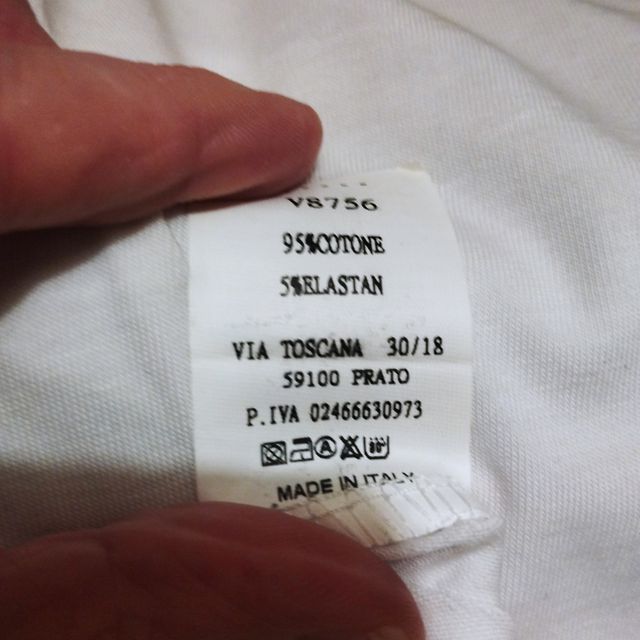 V8756
95%COTONE
5%ELASTAN
VIA TOSCANA 30/18
59100 PRATO
P.IVA 02466630973
MADE IN ITALY